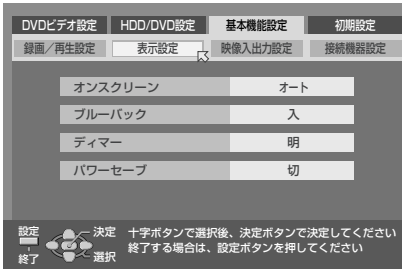 DVDビデオ設定 HDD/DVD設定 基本機能設定 初期設定
録画／再生設定 表示設定 映像入出力設定 接続機器設定
オンスクリーン オート
ブルーバック 入
ディマー 明
パワーセーブ 切
設定 決定 十字ボタンで選択後、決定ボタンで決定してください
終了 選択 終了する場合は、設定ボタンを押してください